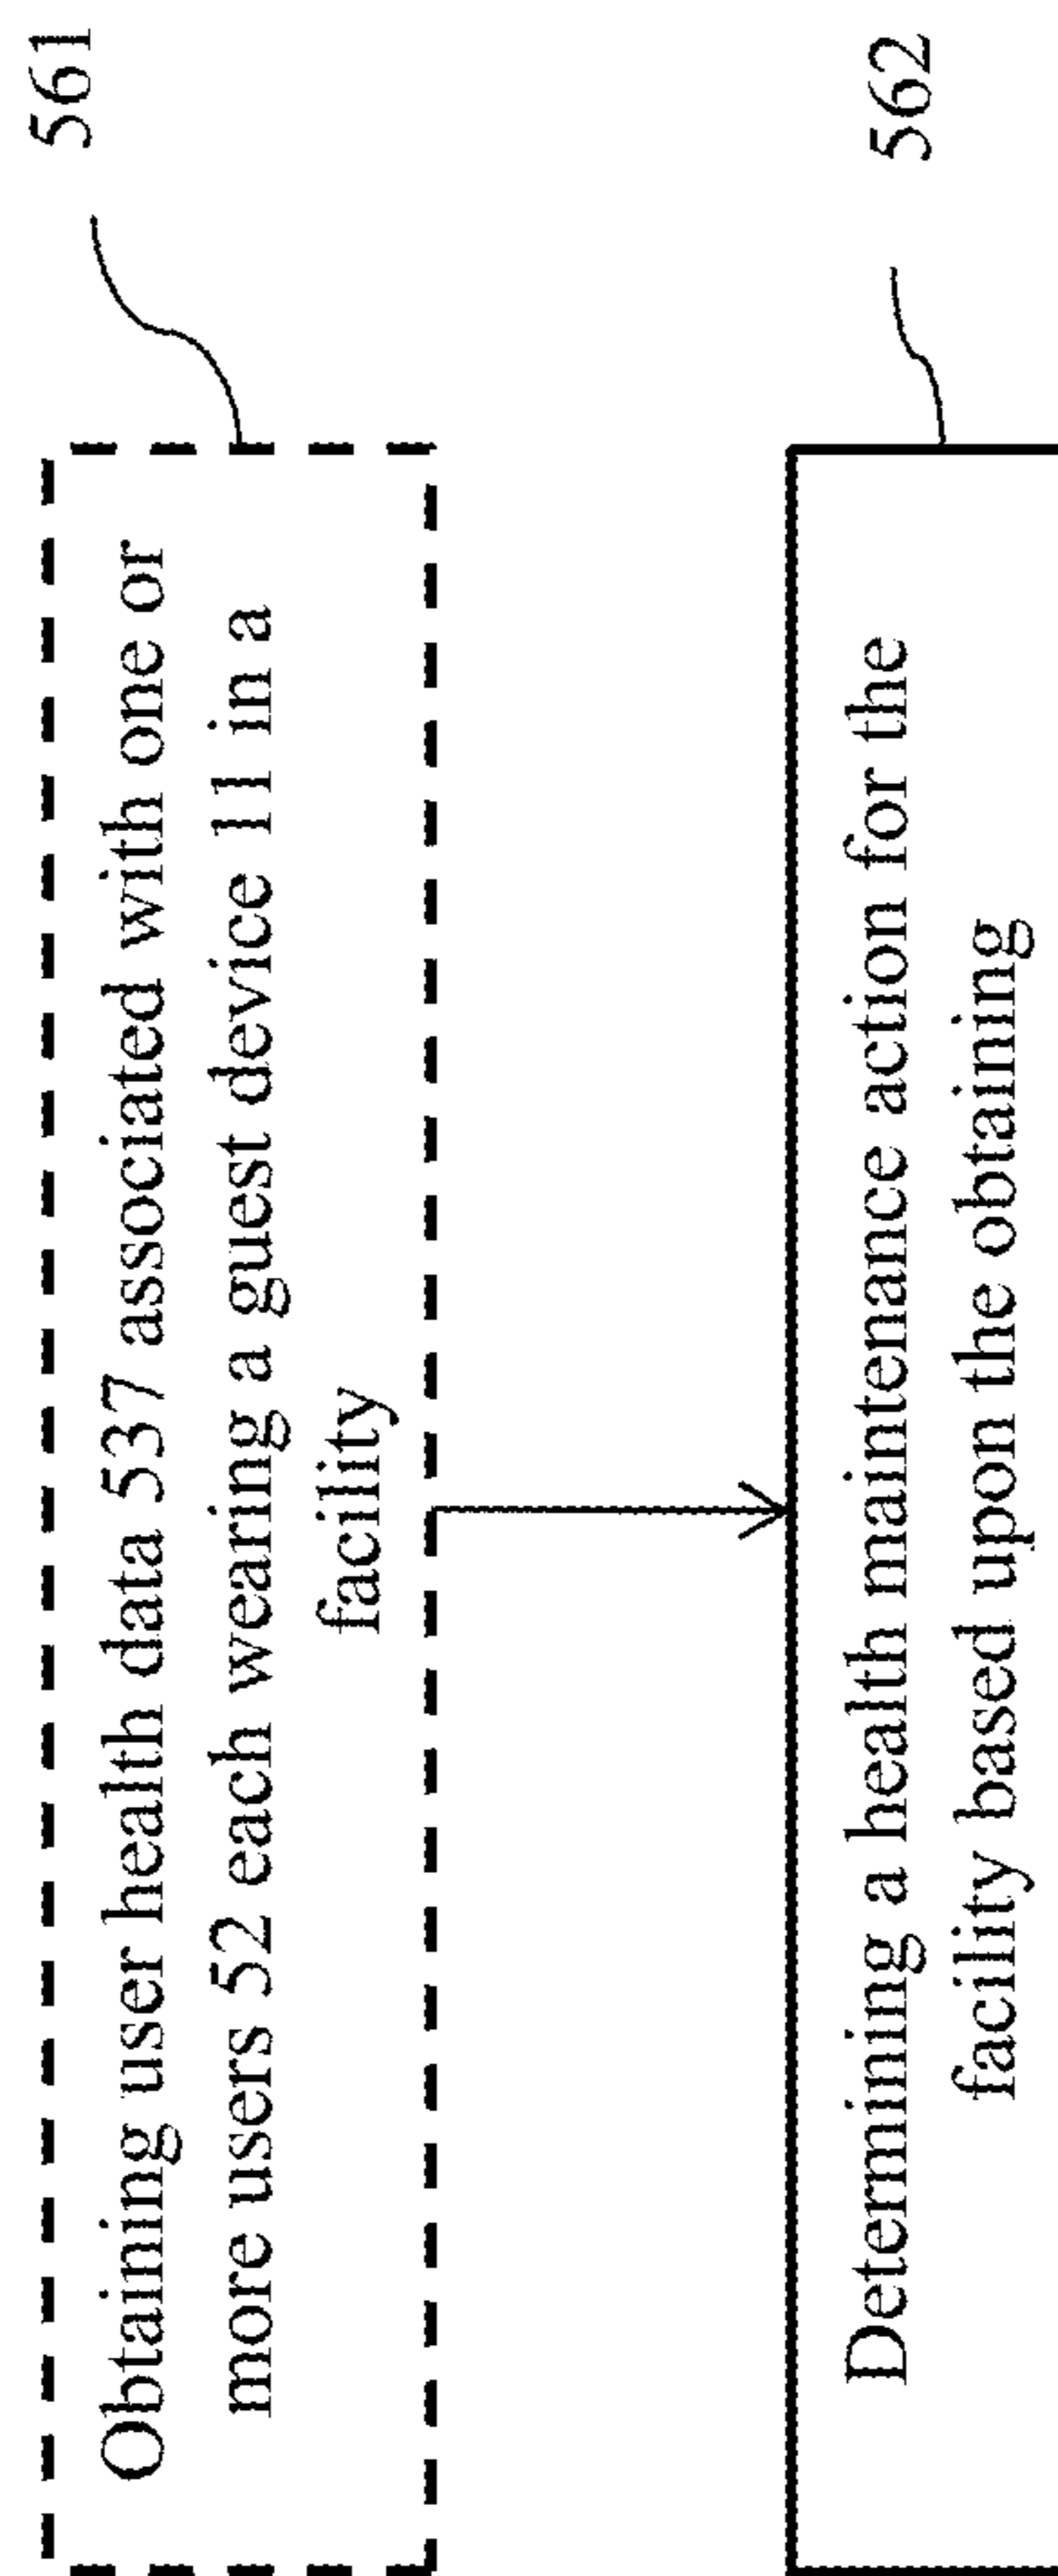 561
Obtaining user health data 537 associated with one or
more users 52 each wearing a guest device 11 in a
facility
562
Determining a health maintenance action for the
facility based upon the obtaining